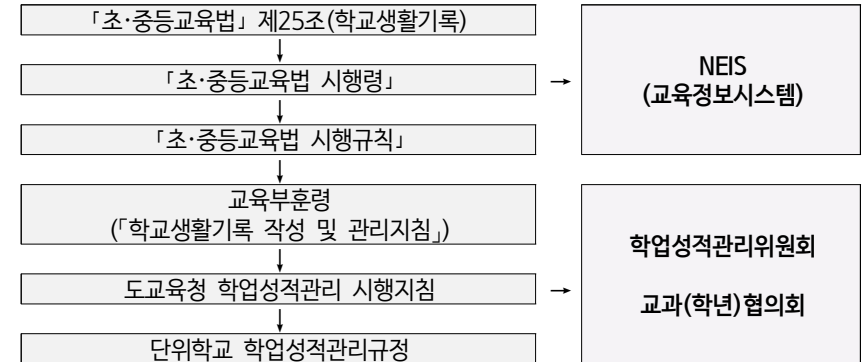 「초·중등교육법」 제25조(학교생활기록)
「초·중등교육법 시행령」
「초·중등교육법 시행규칙」
NEIS
(교육정보시스템)
교육부훈령
(「학교생활기록 작성 및 관리지침」)
도교육청 학업성적관리 시행지침
단위학교 학업성적관리규정
학업성적관리위원회
교과(학년)협의회